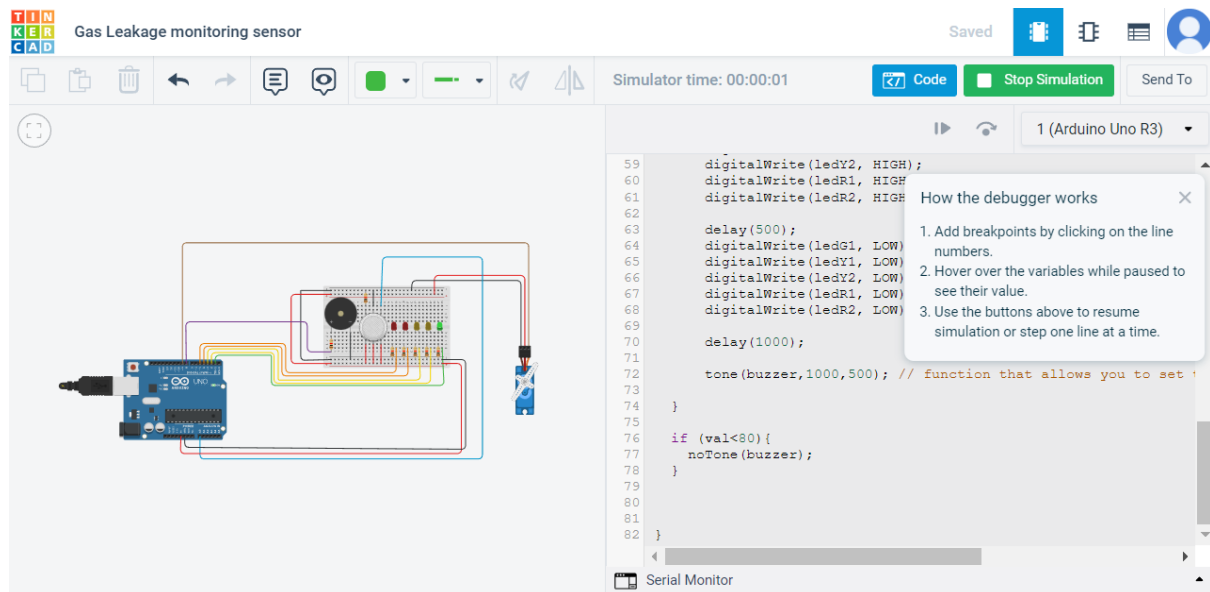 TIN
KER
CAD
Gas Leakage monitoring sensor
Saved
Simulator time: 00:00:01
Code
Stop Simulation
Send To
1 (Arduino Uno R3)
59 digitalWrite(ledY2, HIGH);
60 digitalWrite(ledR1, HIGH
61 digitalWrite(ledR2, HIGH
62
63 delay(500);
64 digitalWrite(ledG1, LOW)
65 digitalWrite(ledY1, LOW)
66 digitalWrite(ledY2, LOW)
67 digitalWrite(ledR1, LOW)
68 digitalWrite(ledR2, LOW)
69
70 delay(1000);
71
72 tone(buzzer,1000,500); // function that allows you to set
73
74 }
75
76 if (val<80){
77 noTone(buzzer);
78 }
79
80
81
82 }
How the debugger works
1. Add breakpoints by clicking on the line
numbers.
2. Hover over the variables while paused to
see their value.
3. Use the buttons above to resume
simulation or step one line at a time.
UNO
Serial Monitor